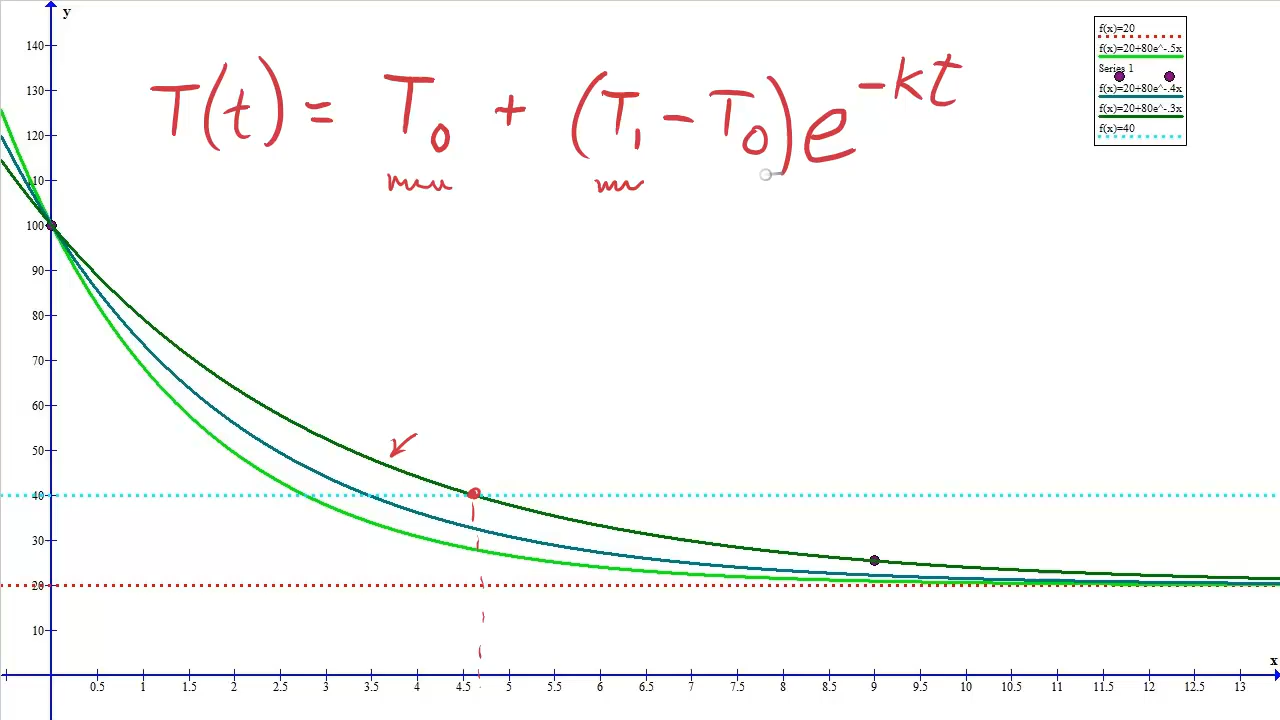 y
T(t) = T₀ + (T₁ - T₀)e^-kt
f(x)=20
f(x)=20+80e^-.5x
Series 1
f(x)=20+80e^-.4x
f(x)=20+80e^-.3x
f(x)=40
140
130
120
110
100
90
80
70
60
50
40
30
20
10
x
0.5 1 1.5 2 2.5 3 3.5 4 4.5 5 5.5 6 6.5 7 7.5 8 8.5 9 9.5 10 10.5 11 11.5 12 12.5 13